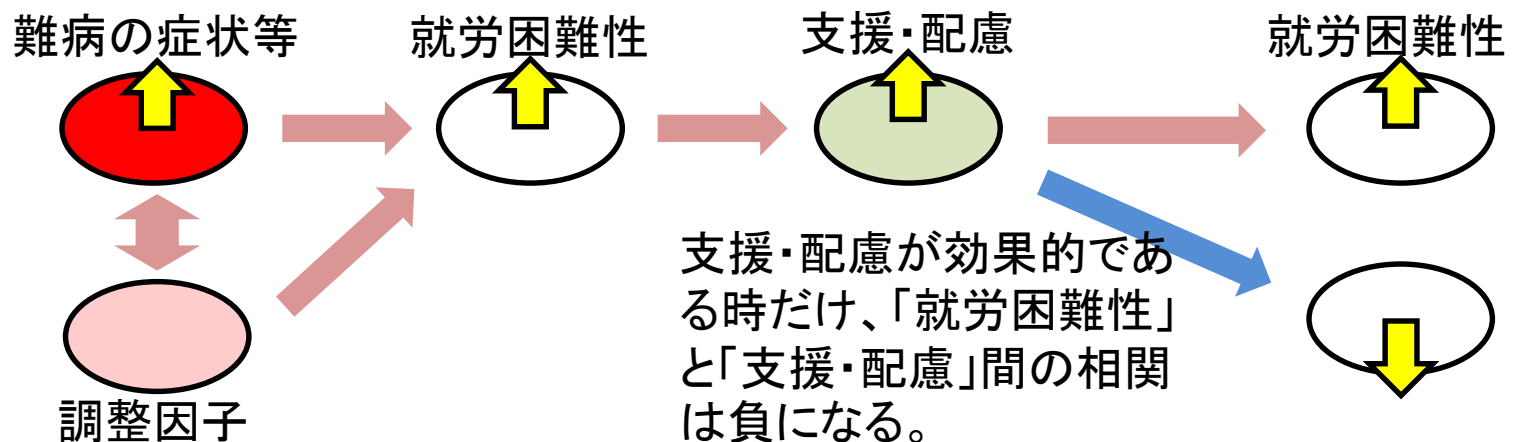 難病の症状等
就労困難性
支援・配慮
就労困難性
支援・配慮が効果的であ
る時だけ、「就労困難性」
と「支援・配慮」間の相関
は負になる。
調整因子